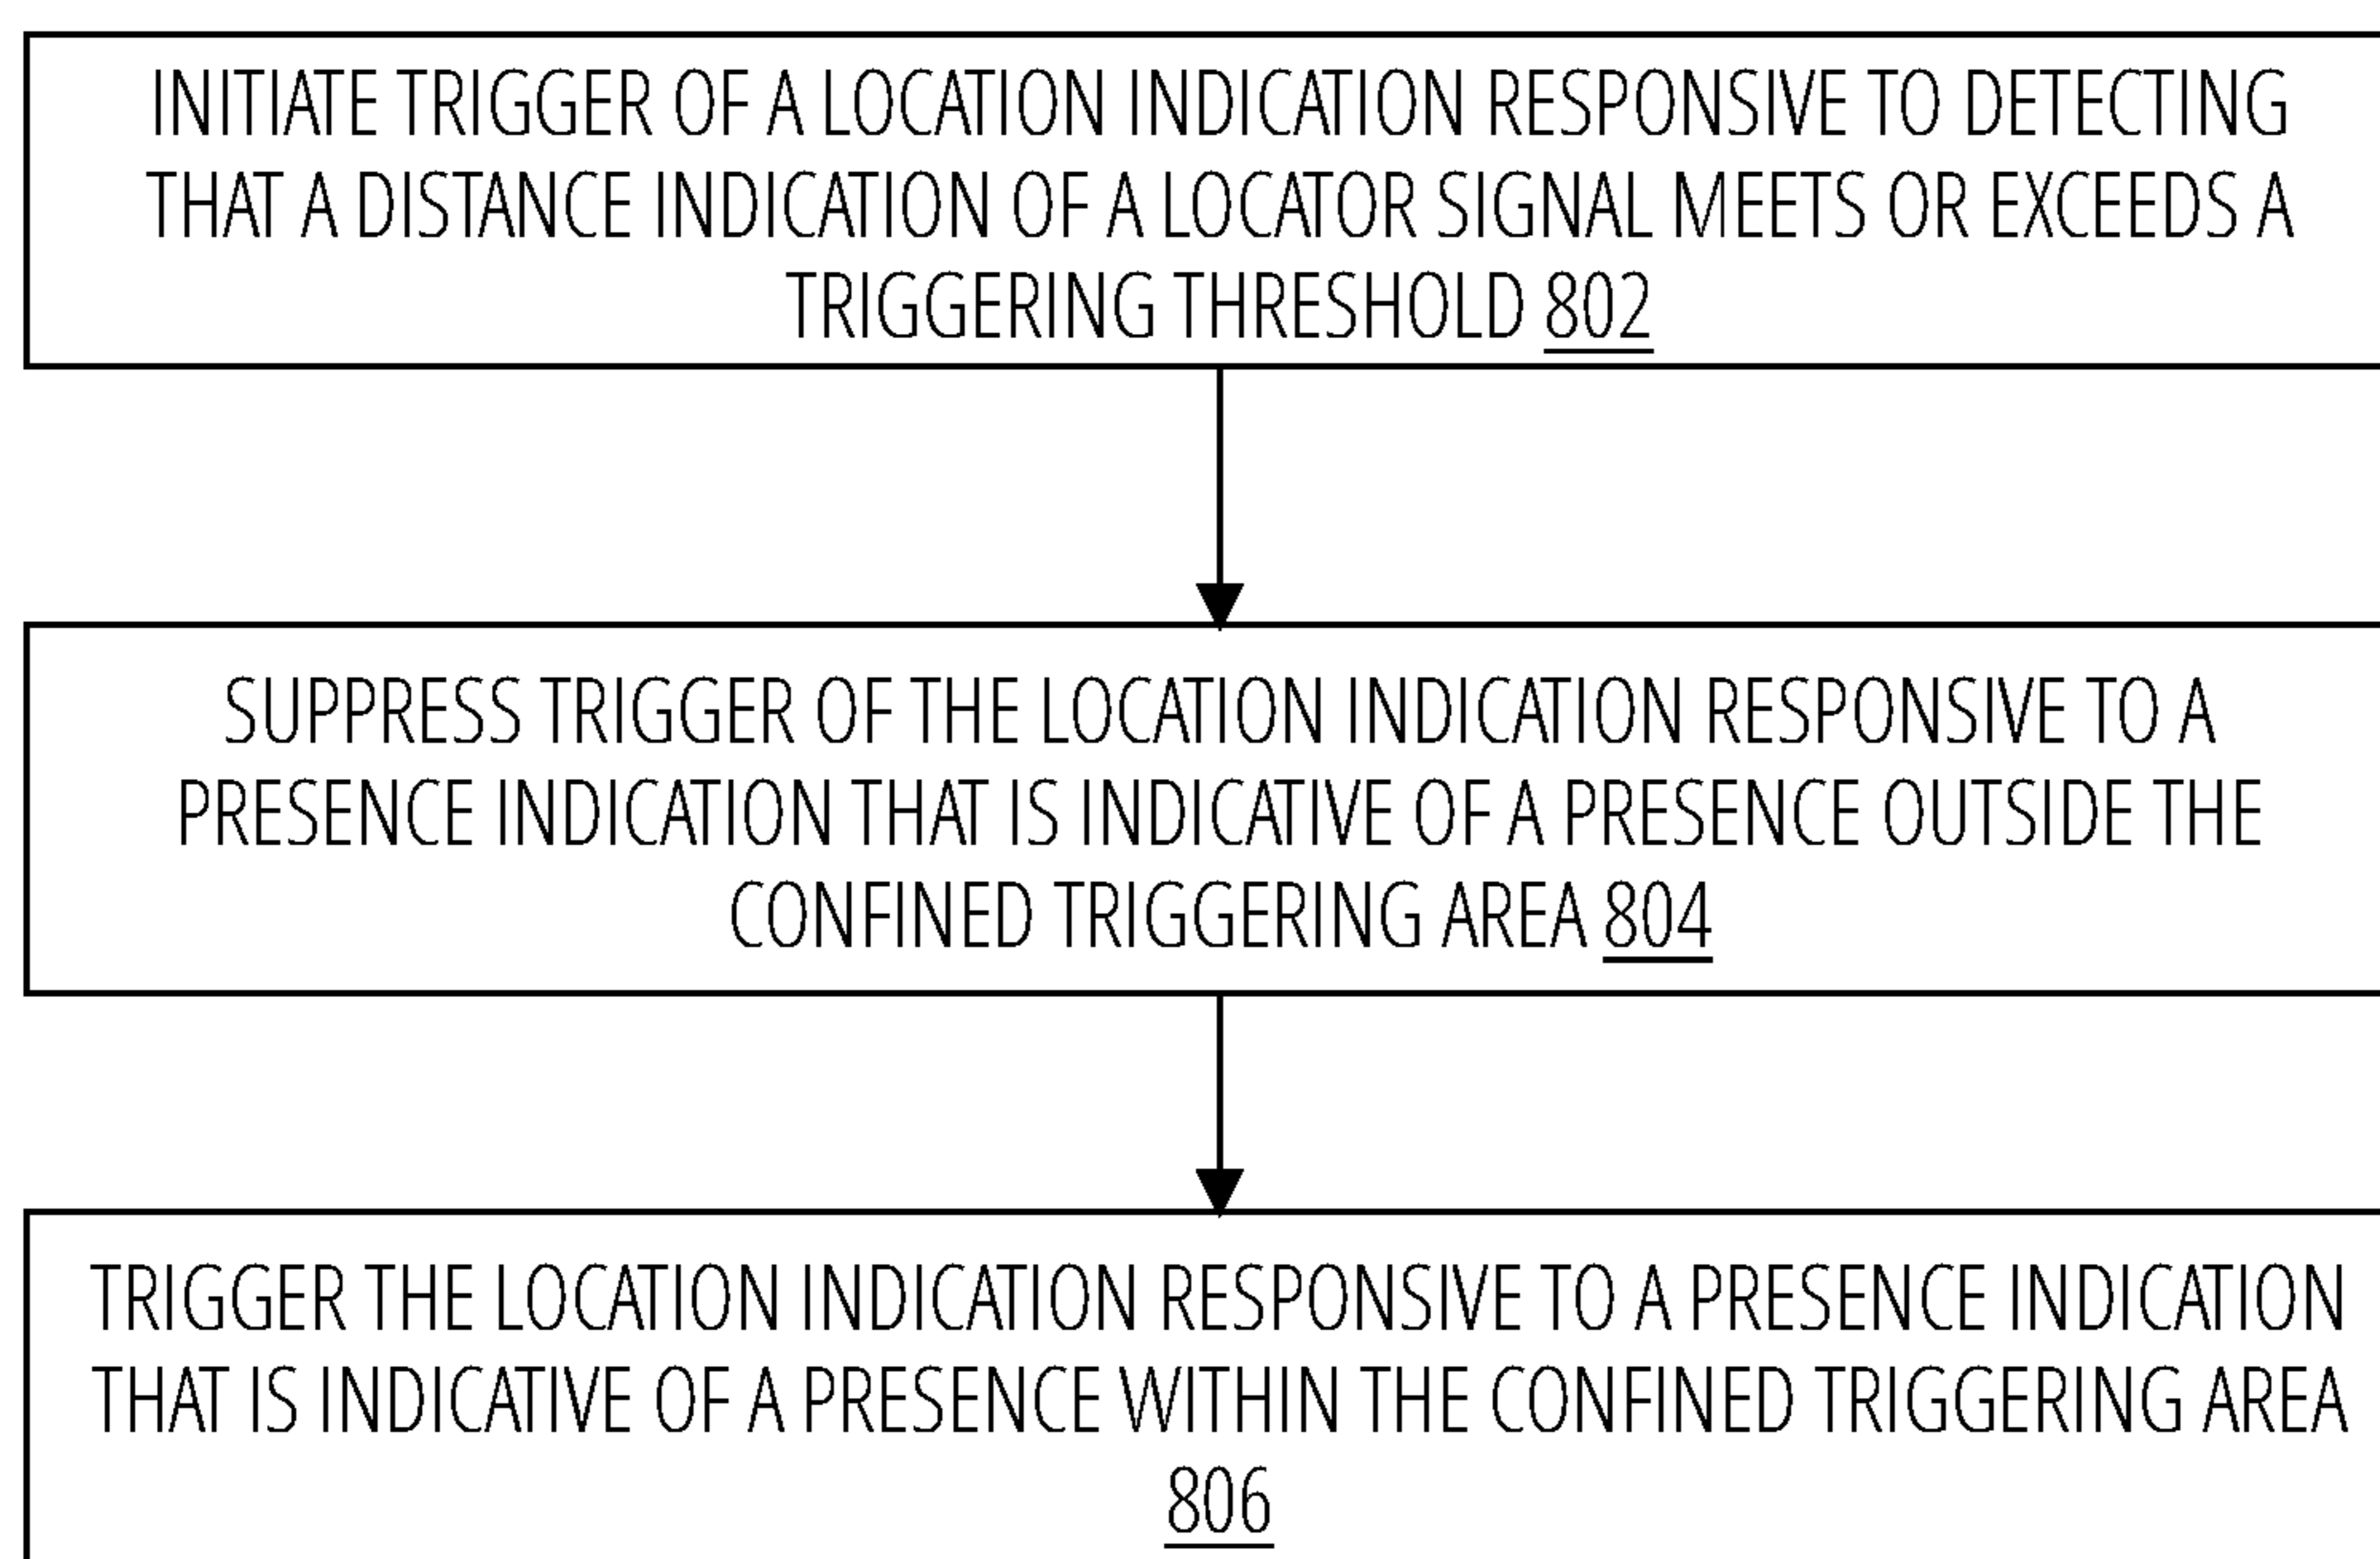 INITIATE TRIGGER OF A LOCATION INDICATION RESPONSIVE TO DETECTING
THAT A DISTANCE INDICATION OF A LOCATOR SIGNAL MEETS OR EXCEEDS A
TRIGGERING THRESHOLD 802
SUPPRESS TRIGGER OF THE LOCATION INDICATION RESPONSIVE TO A
PRESENCE INDICATION THAT IS INDICATIVE OF A PRESENCE OUTSIDE THE
CONFINED TRIGGERING AREA 804
TRIGGER THE LOCATION INDICATION RESPONSIVE TO A PRESENCE INDICATION
THAT IS INDICATIVE OF A PRESENCE WITHIN THE CONFINED TRIGGERING AREA
806